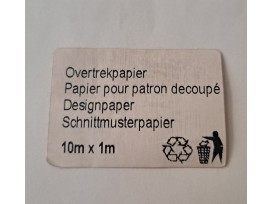 Overtrekpapier
Papier pour patron decoupé
Designpaper
Schnittmusterpapier
10m x 1m